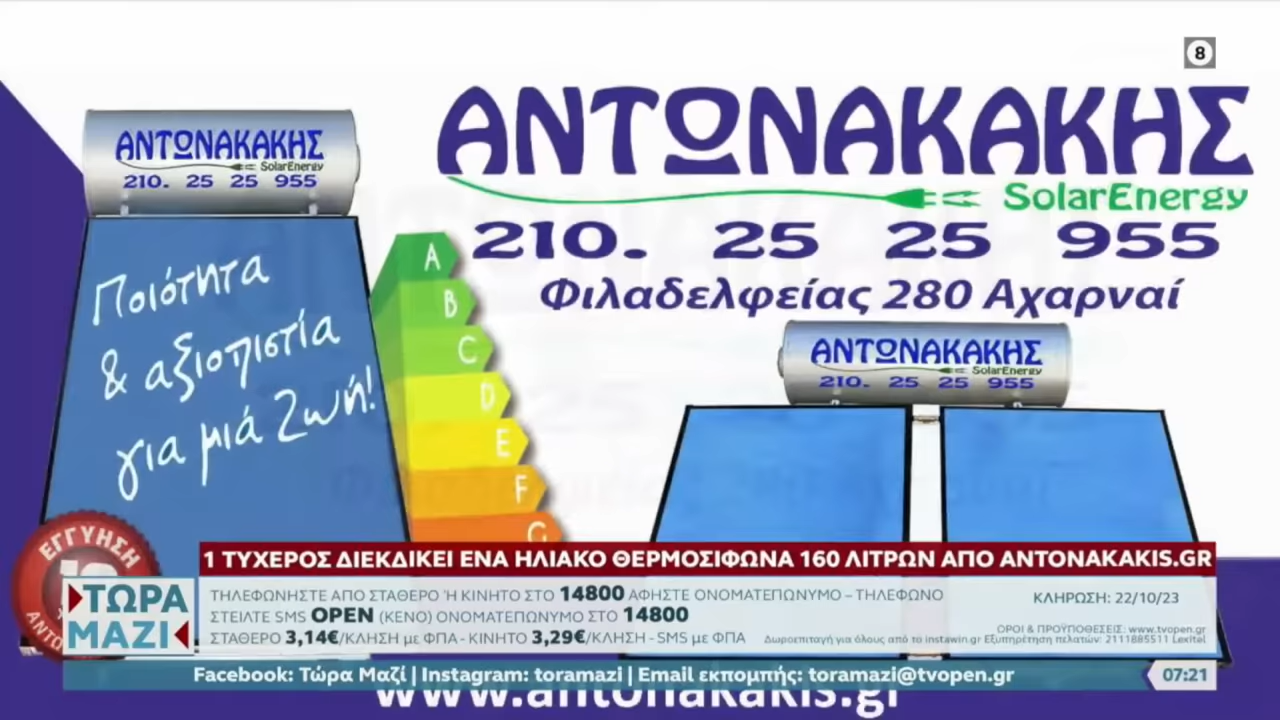 8
ΑΝΤΩΝΑΚΑΚΗΣ
SolarEnergy
210. 25 25 955
Φιλαδελφείας 280 Αχαρναί
ΑΝΤΩΝΑΚΑΚΗΣ
SolarEnergy
210. 25 25 955
Ποιότητα
& αξιοπιστία
για μιά ζωή!
A
B
C
D
E
F
G
ΑΝΤΩΝΑΚΑΚΗΣ
SolarEnergy
210. 25 25 955
ΕΓΓΥΗΣΗ
1 ΤΥΧΕΡΟΣ ΔΙΕΚΔΙΚΕΙ ΕΝΑ ΗΛΙΑΚΟ ΘΕΡΜΟΣΙΦΩΝΑ 160 ΛΙΤΡΩΝ ΑΠΟ ANTONAKAKIS.GR
ΤΩΡΑ
ΜΑΖΙ
ΤΗΛΕΦΩΝΗΣΤΕ ΑΠΟ ΣΤΑΘΕΡΟ Ή ΚΙΝΗΤΟ ΣΤΟ 14800 ΑΦΗΣΤΕ ΟΝΟΜΑΤΕΠΩΝΥΜΟ – ΤΗΛΕΦΩΝΟ
ΣΤΕΙΛΤΕ SMS OPEN (ΚΕΝΟ) ΟΝΟΜΑΤΕΠΩΝΥΜΟ ΣΤΟ 14800
ΣΤΑΘΕΡΟ 3,14€/ΚΛΗΣΗ με ΦΠΑ - ΚΙΝΗΤΟ 3,29€/ΚΛΗΣΗ - SMS με ΦΠΑ
ΚΛΗΡΩΣΗ: 22/10/23
ΟΡΟΙ & ΠΡΟΫΠΟΘΕΣΕΙΣ: www.tvopen.gr
Δωροεπιταγή για όλους από το instawin.gr Εξυπηρέτηση πελατών: 2111885511 Lexitel
Facebook: Τώρα Μαζί | Instagram: toramazi | Email εκπομπής: toramazi@tvopen.gr
07:21
www.antonakakis.gr